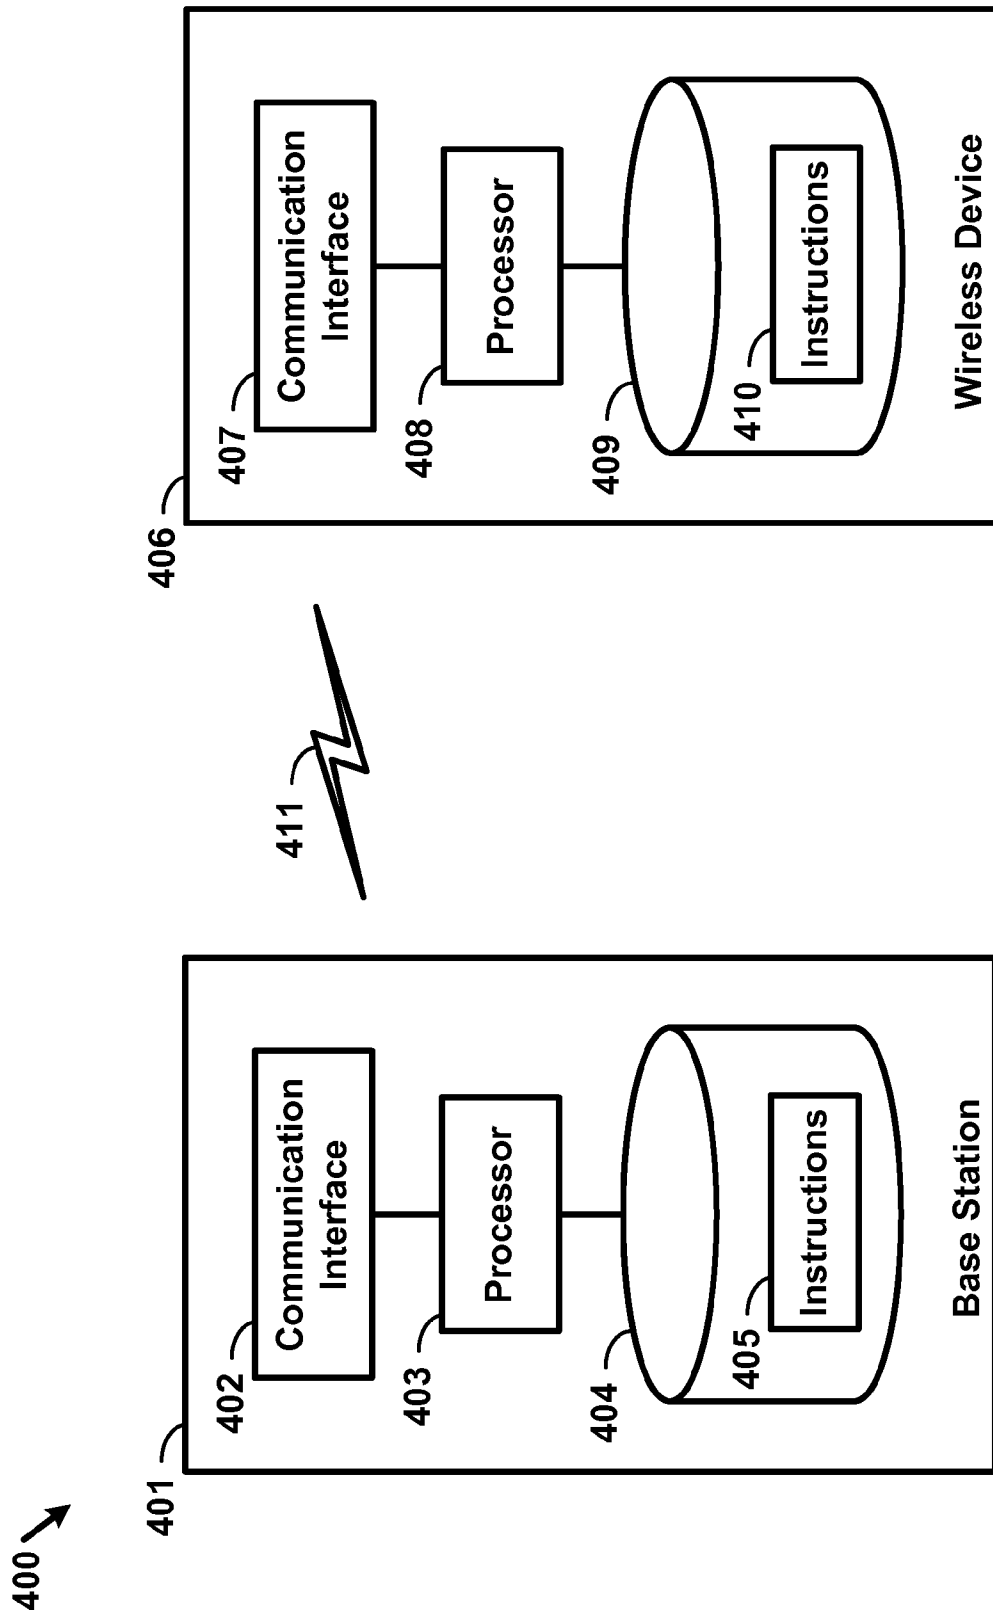 400
401
402
Communication
Interface
403
Processor
404
405
Instructions
Base Station
411
406
407
Communication
Interface
408
Processor
409
410
Instructions
Wireless Device